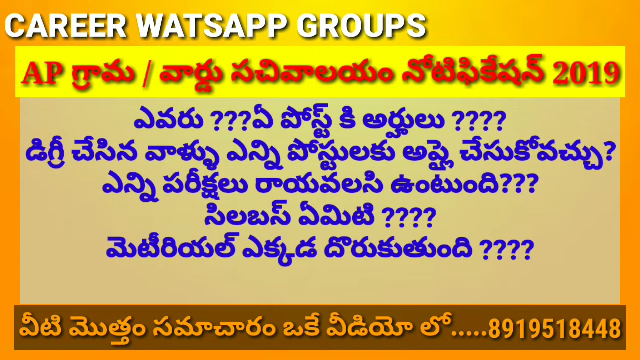 CAREER WATSAPP GROUPS
AP గ్రామ / వార్డు సచివాలయం నోటిఫికేషన్ 2019
ఎవరు ???ఏ పోస్ట్ కి అర్హులు ????
డిగ్రీ చేసిన వాళ్ళు ఎన్ని పోస్టులకు అప్లై చేసుకోవచ్చు?
ఎన్ని పరీక్షలు రాయవలసి ఉంటుంది???
సిలబస్ ఏమిటి ????
మెటీరియల్ ఎక్కడ దొరుకుతుంది ????
వీటి మొత్తం సమాచారం ఒకే వీడియో లో.....8919518448